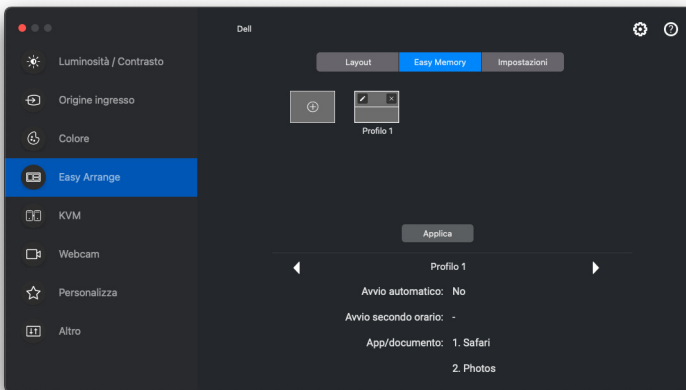 Dell
Luminosità / Contrasto
Origine ingresso
Colore
Easy Arrange
KVM
Webcam
Personalizza
Altro
Layout Easy Memory Impostazioni
Profilo 1
Applica
Profilo 1
Avvio automatico: No
Avvio secondo orario: -
App/documento: 1. Safari
2. Photos